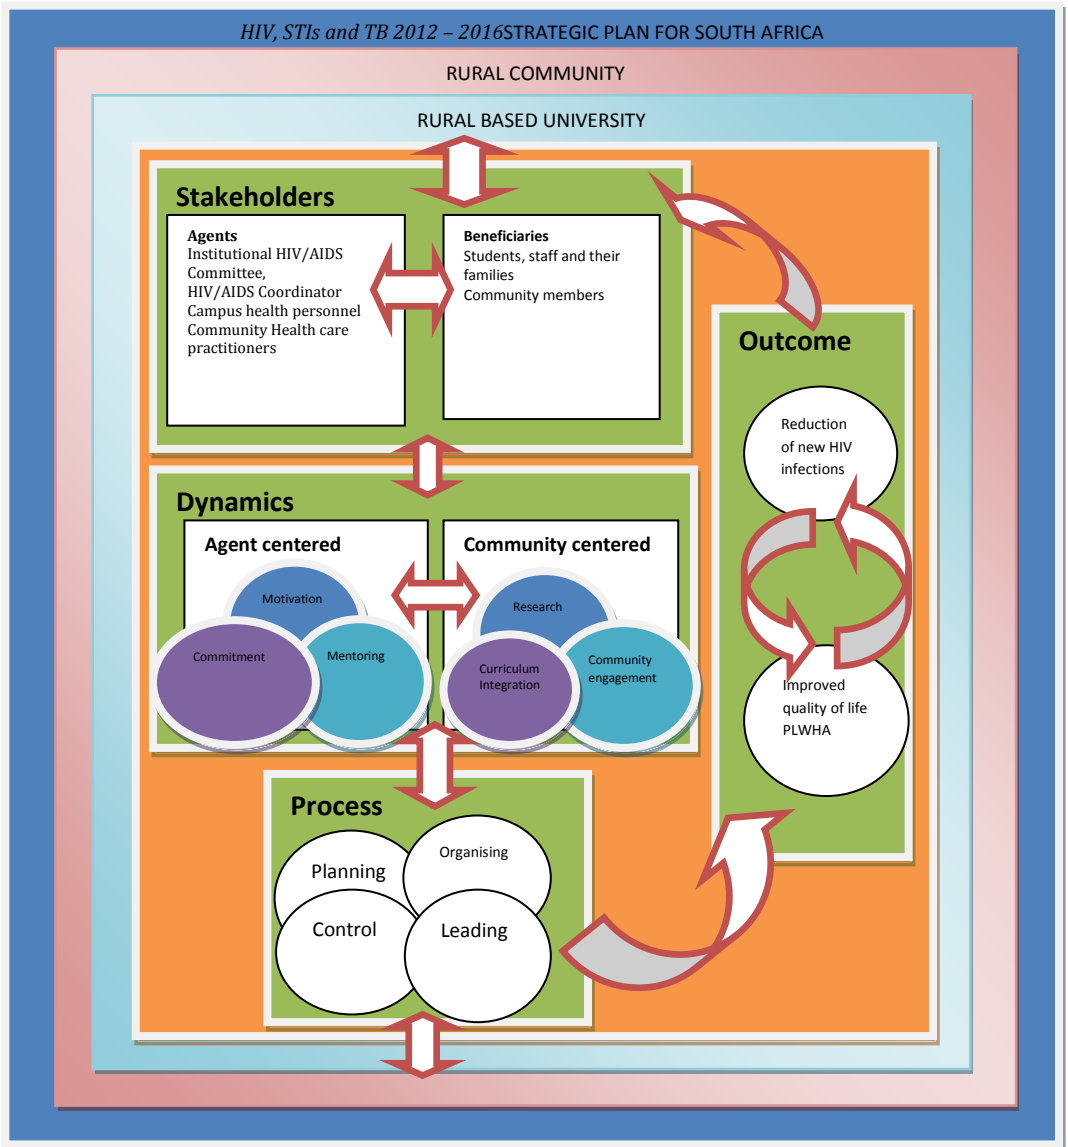 HIV, STIs and TB 2012 – 2016STRATEGIC PLAN FOR SOUTH AFRICA
RURAL COMMUNITY
RURAL BASED UNIVERSITY
Stakeholders
Agents
Institutional HIV/AIDS
Committee,
HIV/AIDS Coordinator
Campus health personnel
Community Health care
practitioners
Beneficiaries
Students, staff and their
families
Community members
Dynamics
Agent centered
Motivation
Commitment
Mentoring
Community centered
Research
Curriculum
Integration
Community
engagement
Process
Planning
Organising
Control
Leading
Outcome
Reduction
of new HIV
infections
Improved
quality of life
PLWHA